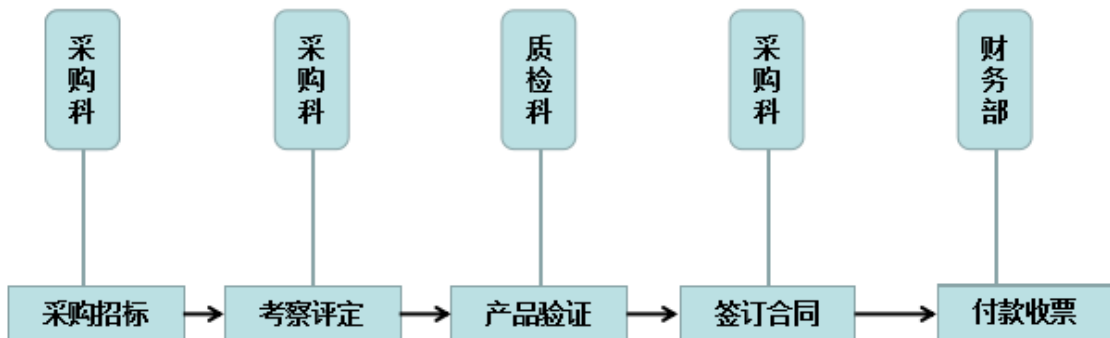 采购科
采购科
质检科
采购科
财务部
采购招标
考察评定
产品验证
签订合同
付款收票